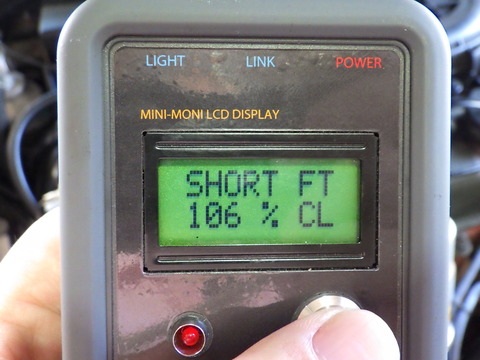 LIGHT LINK POWER
MINI-MONI LCD DISPLAY
SHORT FT
106 % CL